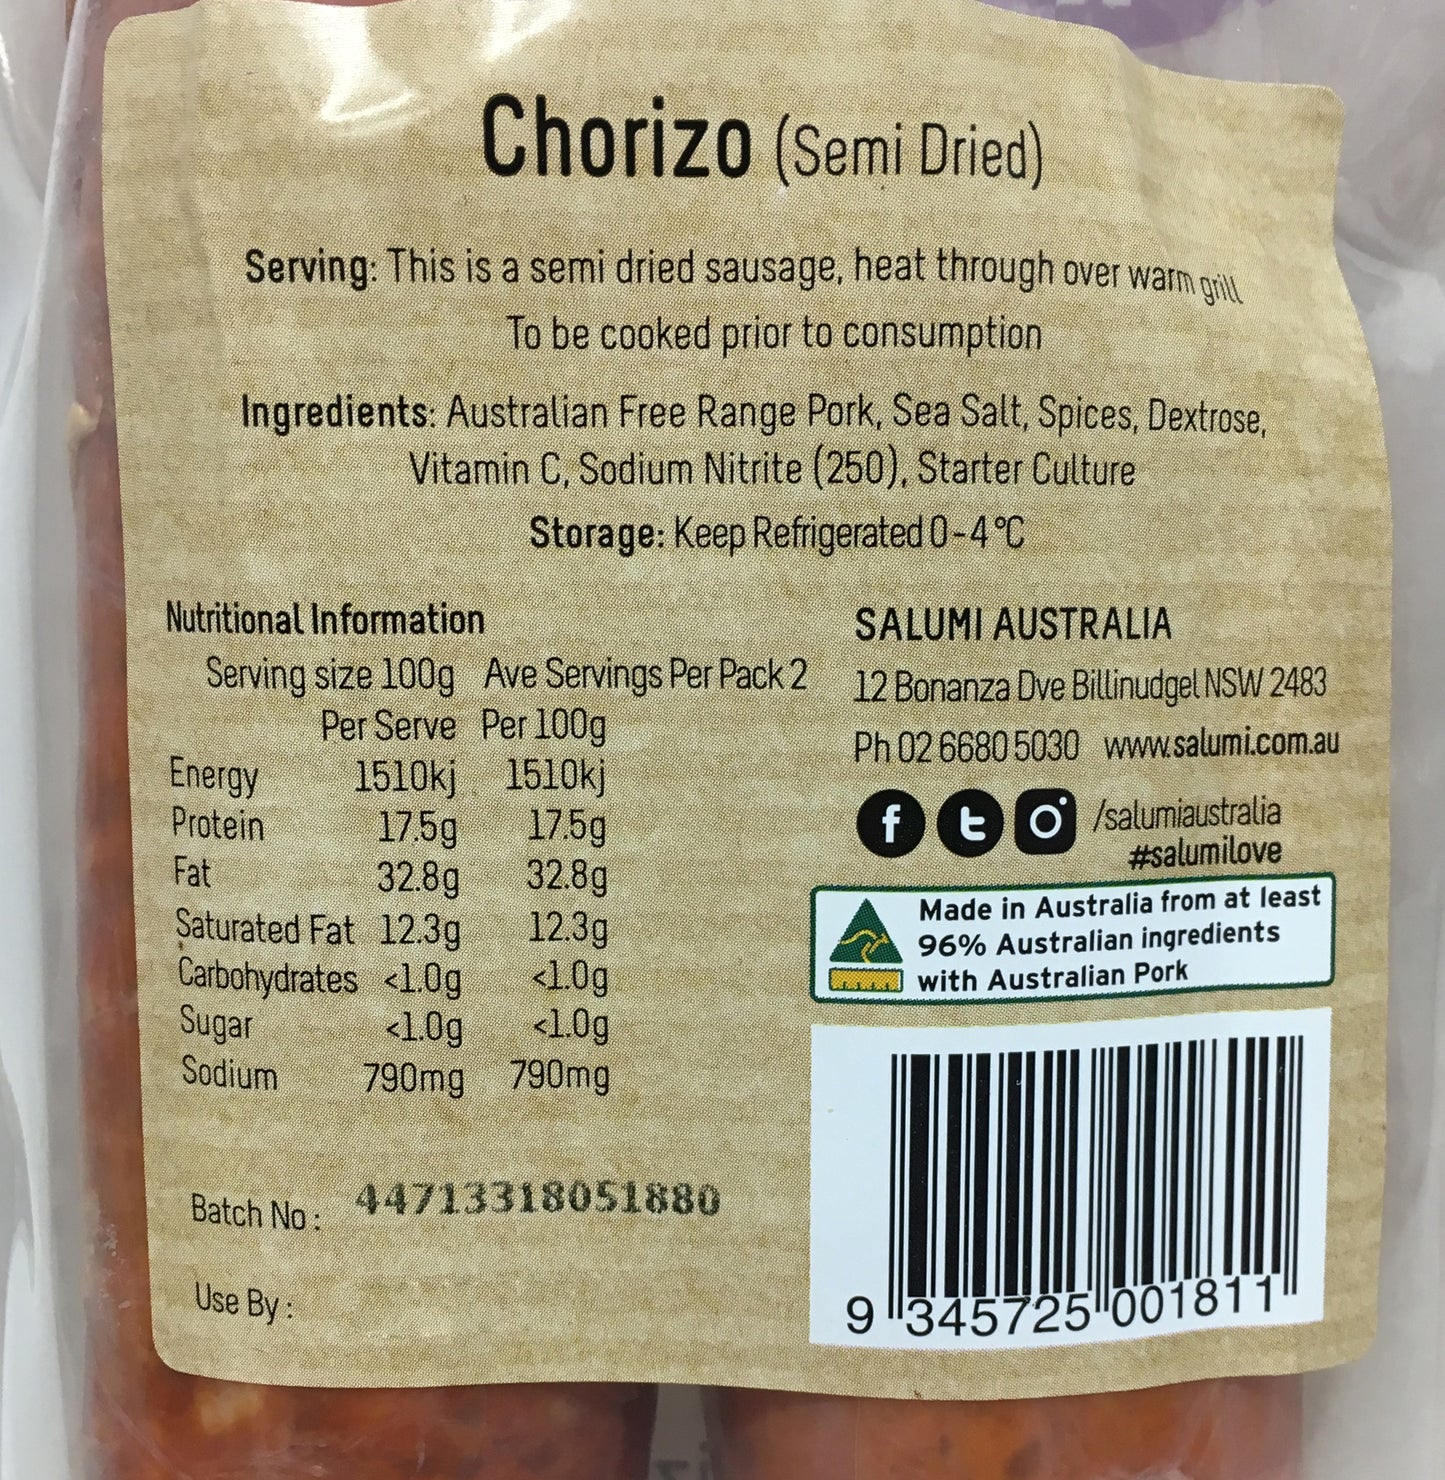 Chorizo (Semi Dried)
Serving: This is a semi dried sausage, heat through over warm grill
To be cooked prior to consumption
Ingredients: Australian Free Range Pork, Sea Salt, Spices, Dextrose,
Vitamin C, Sodium Nitrite (250), Starter Culture
Storage: Keep Refrigerated 0-4°C
Nutritional Information
Serving size 100g Ave Servings Per Pack 2
Per Serve Per 100g
Energy 1510kj 1510kj
Protein 17.5g 17.5g
Fat 32.8g 32.8g
Saturated Fat 12.3g 12.3g
Carbohydrates <1.0g <1.0g
Sugar <1.0g <1.0g
Sodium 790mg 790mg
SALUMI AUSTRALIA
12 Bonanza Dve Billinudgel NSW 2483
Ph 02 6680 5030 www.salumi.com.au
/salumiaustralia
#salumilove
Made in Australia from at least
96% Australian ingredients
with Australian Pork
Batch No: 44713318051880
Use By:
9 345725 001811